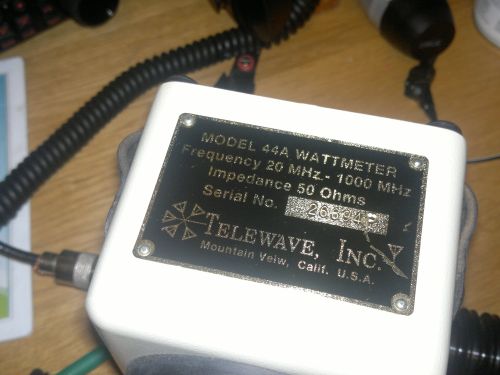 MODEL 44A WATTMETER
Frequency 20 MHz.- 1000 MHz
Impedance 50 Ohms
Serial No.
TELEWAVE, INC.
Mountain Veiw, Calif. U.S.A.